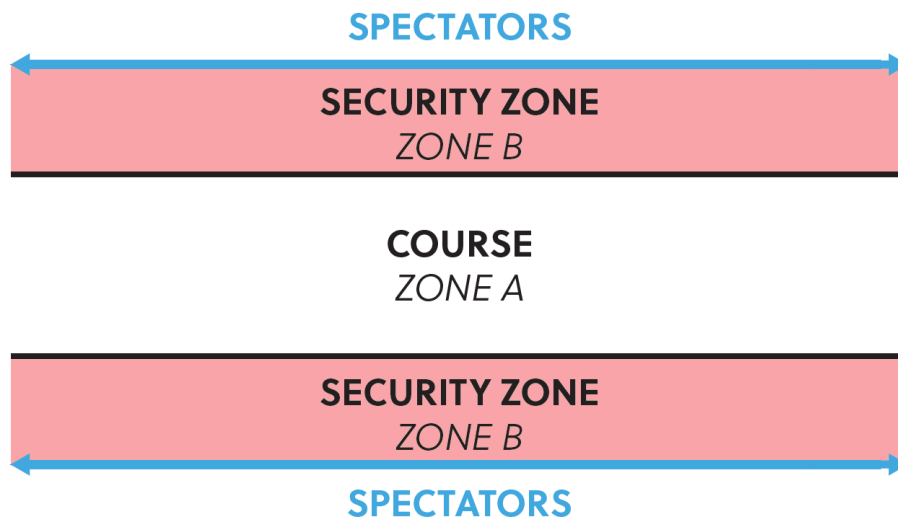 SPECTATORS
SECURITY ZONE
ZONE B
COURSE
ZONE A
SECURITY ZONE
ZONE B
SPECTATORS